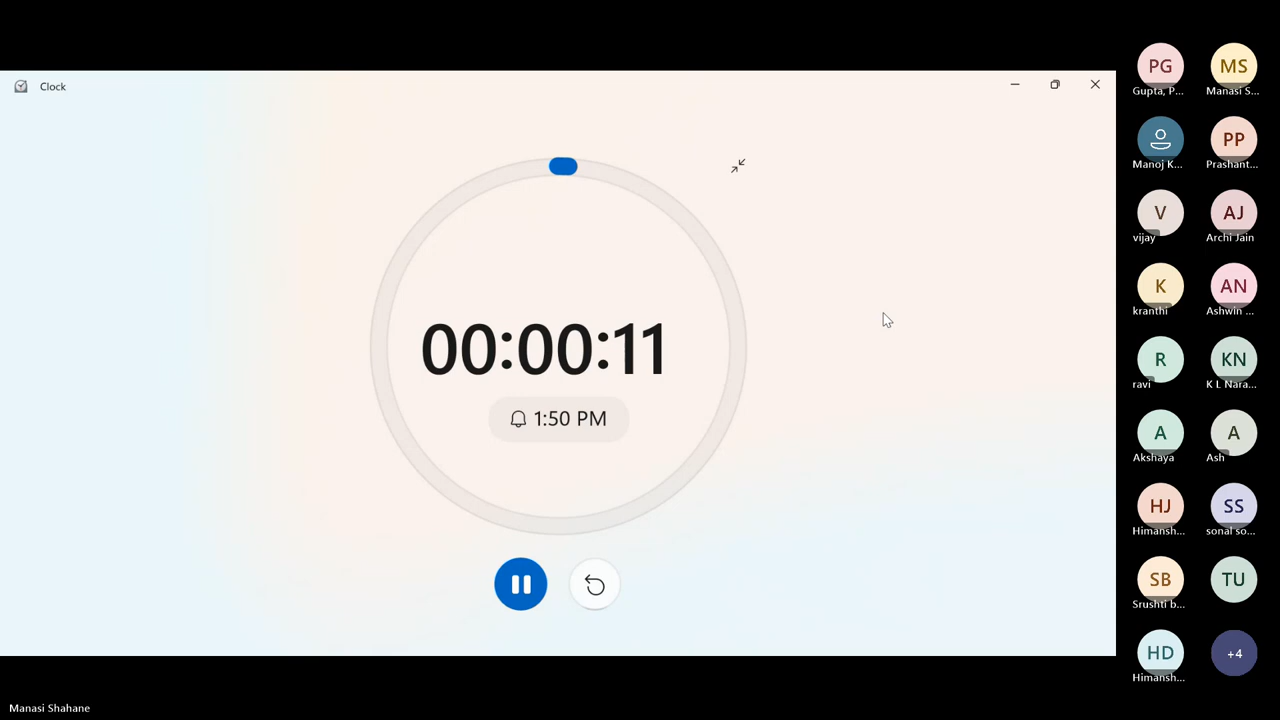 Clock
00:00:11
1:50 PM
PG
Gupta, P...
MS
Manasi S...
Manoj K...
PP
Prashant...
V
vijay
AJ
Archi Jain
K
kranthi
AN
Ashwin ...
R
ravi
KN
K L Nara...
A
Akshaya
A
Ash
HJ
Himansh...
SS
sonal so...
SB
Srushti b...
TU
HD
Himansh...
+4
Manasi Shahane